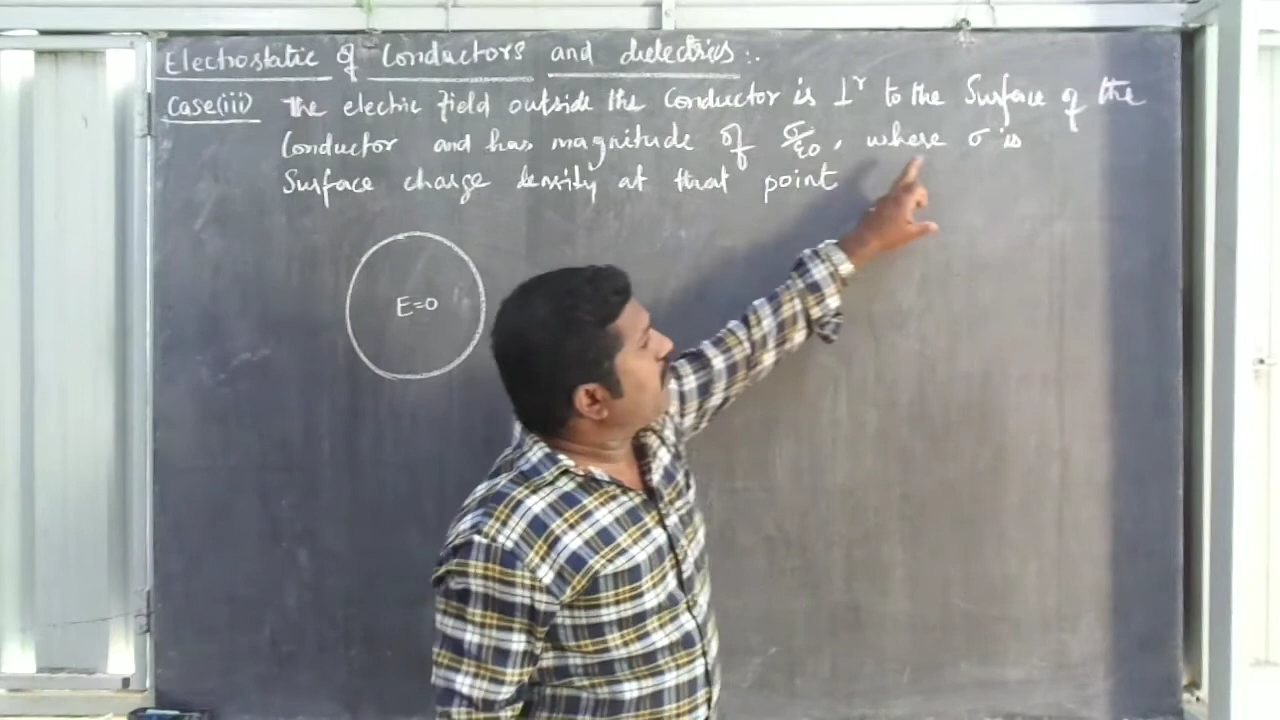 Electrostatic of Conductors and dielectrics:.
Case(iii) The electric field outside the Conductor is ⊥r to the Surface of the
Conductor and has magnitude of σ/ε0, where σ is
Surface charge density at that point
E=0